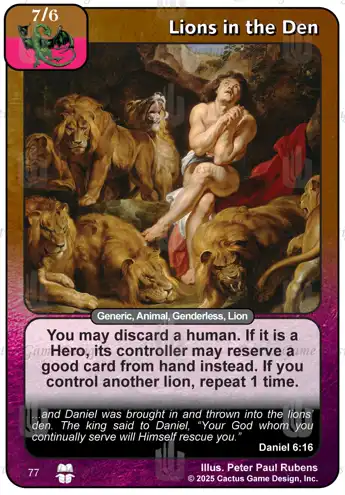 7/6
Lions in the Den
Generic, Animal, Genderless, Lion
You may discard a human. If it is a
Hero, its controller may reserve a
good card from hand instead. If you
control another lion, repeat 1 time.
...and Daniel was brought in and thrown into the lions'
den. The king said to Daniel, “Your God whom you
continually serve will Himself rescue you.”
Daniel 6:16
Illus. Peter Paul Rubens
77
© 2025 Cactus Game Design, Inc.